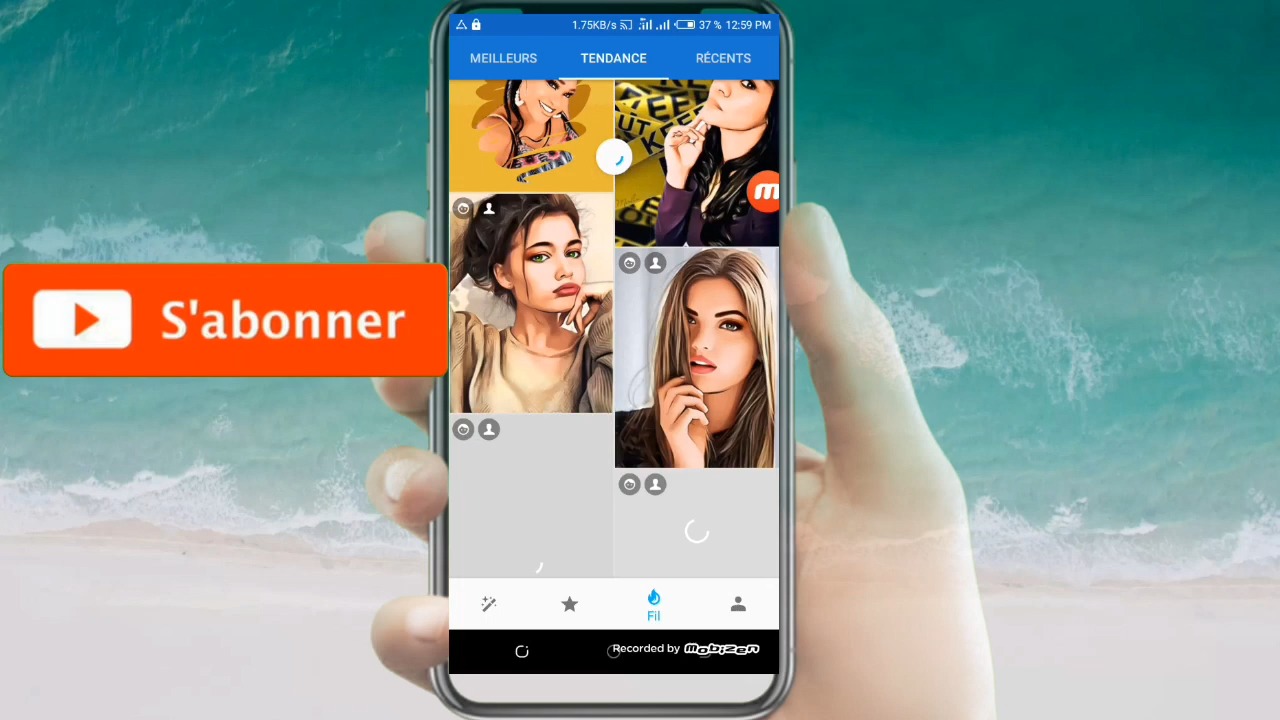 1.75KB/s 37 % 12:59 PM
MEILLEURS TENDANCE RÉCENTS
S'abonner
Fil
Recorded by mobizen